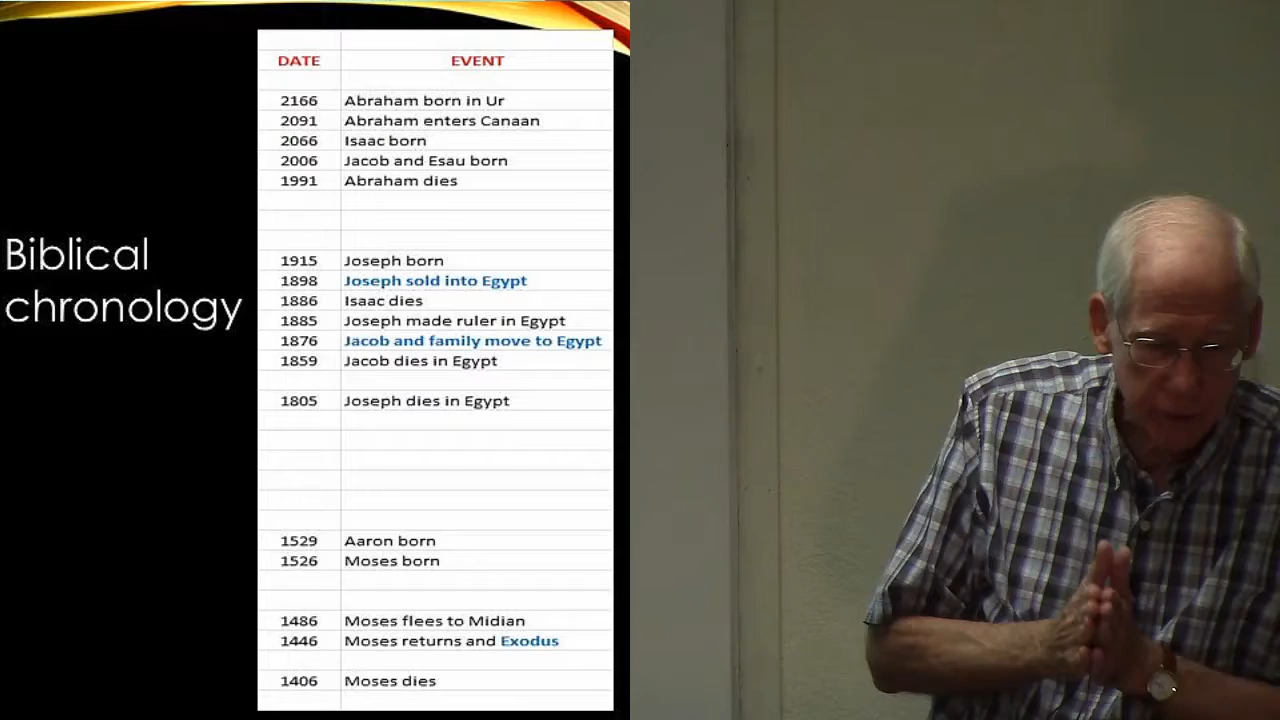 Biblical
chronology
DATE EVENT
2166 Abraham born in Ur
2091 Abraham enters Canaan
2066 Isaac born
2006 Jacob and Esau born
1991 Abraham dies
1915 Joseph born
1898 Joseph sold into Egypt
1886 Isaac dies
1885 Joseph made ruler in Egypt
1876 Jacob and family move to Egypt
1859 Jacob dies in Egypt
1805 Joseph dies in Egypt
1529 Aaron born
1526 Moses born
1486 Moses flees to Midian
1446 Moses returns and Exodus
1406 Moses dies